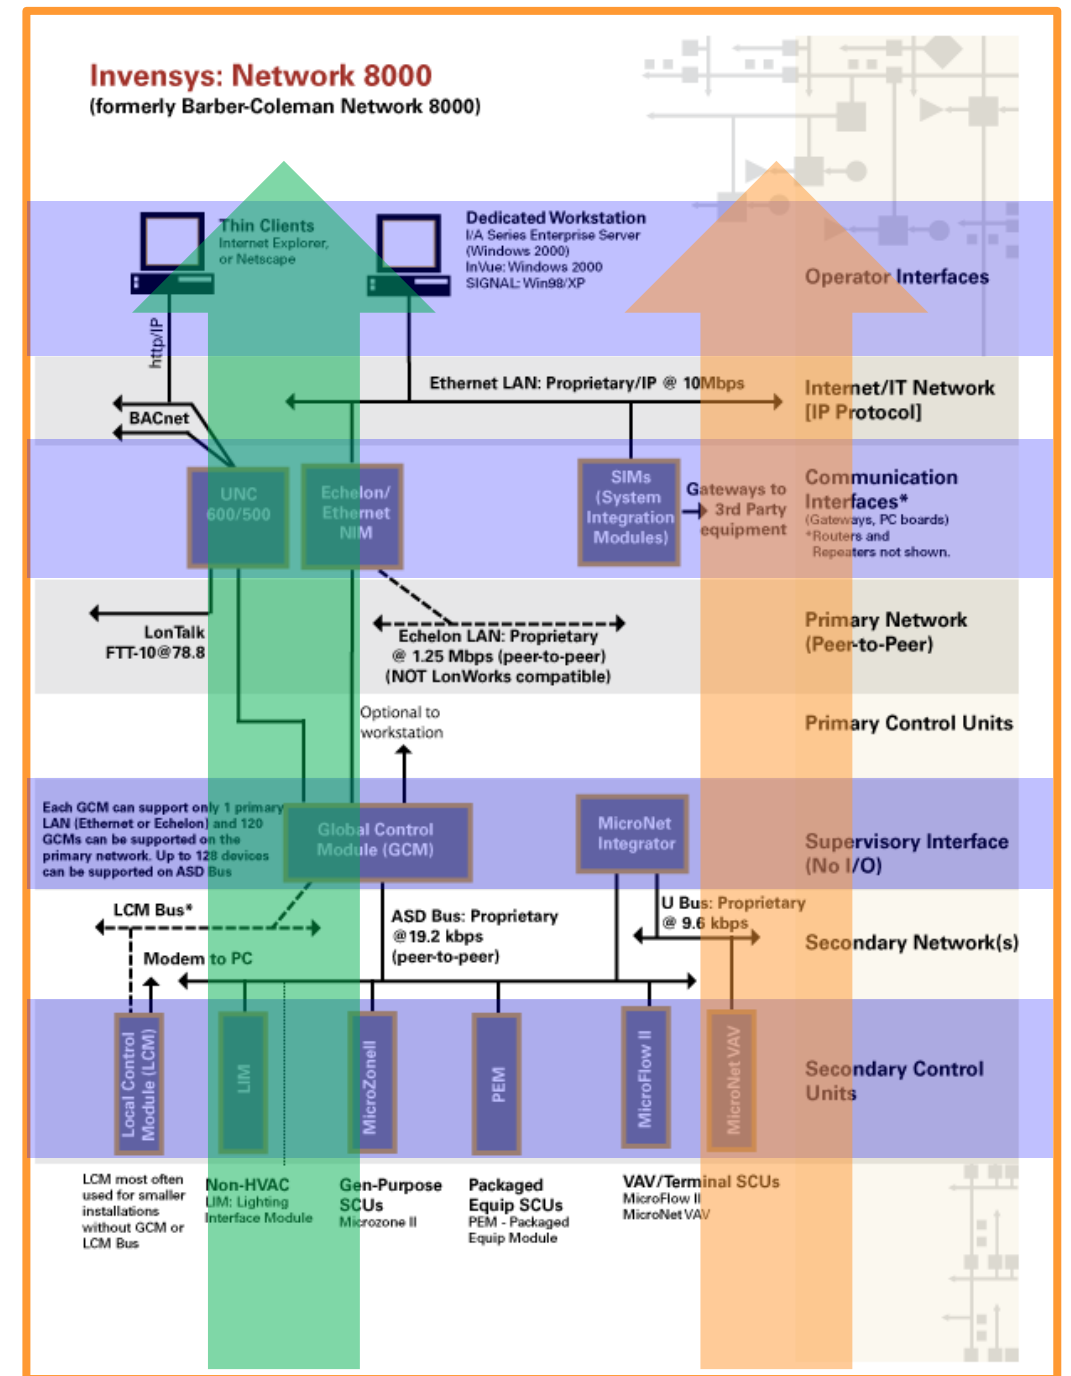 Invensys: Network 8000
(formerly Barber-Coleman Network 8000)
Thin Clients
Internet Explorer,
or Netscape
Dedicated Workstation
I/A Series Enterprise Server
(Windows 2000)
InVue: Windows 2000
SIGNAL: Win98/XP
Operator Interfaces
http/IP
Ethernet LAN: Proprietary/IP @ 10Mbps
Internet/IT Network
[IP Protocol]
BACnet
UNC
600/500
Echelon/
Ethernet
NIM
SIMs
(System
Integration
Modules)
Gateways to
3rd Party
equipment
Communication
Interfaces*
(Gateways, PC boards)
*Routers and
Repeaters not shown.
LonTalk
FTT-10@78.8
Echelon LAN: Proprietary
@ 1.25 Mbps (peer-to-peer)
(NOT LonWorks compatible)
Primary Network
(Peer-to-Peer)
Optional to
workstation
Primary Control Units
Each GCM can support only 1 primary
LAN (Ethernet or Echelon) and 120
GCMs can be supported on the
primary network. Up to 128 devices
can be supported on ASD Bus
Global Control
Module (GCM)
MicroNet
Integrator
Supervisory Interface
(No I/O)
LCM Bus*
Modem to PC
ASD Bus: Proprietary
@19.2 kbps
(peer-to-peer)
U Bus: Proprietary
@ 9.6 kbps
Secondary Network(s)
Local Control
Module (LCM)
LIM
MicroZoneII
PEM
MicroFlow II
MicroNet VAV
Secondary Control
Units
LCM most often
used for smaller
installations
without GCM or
LCM Bus
Non-HVAC
LIM: Lighting
Interface Module
Gen-Purpose
SCUs
Microzone II
Packaged
Equip SCUs
PEM - Packaged
Equip Module
VAV/Terminal SCUs
MicroFlow II
MicroNet VAV